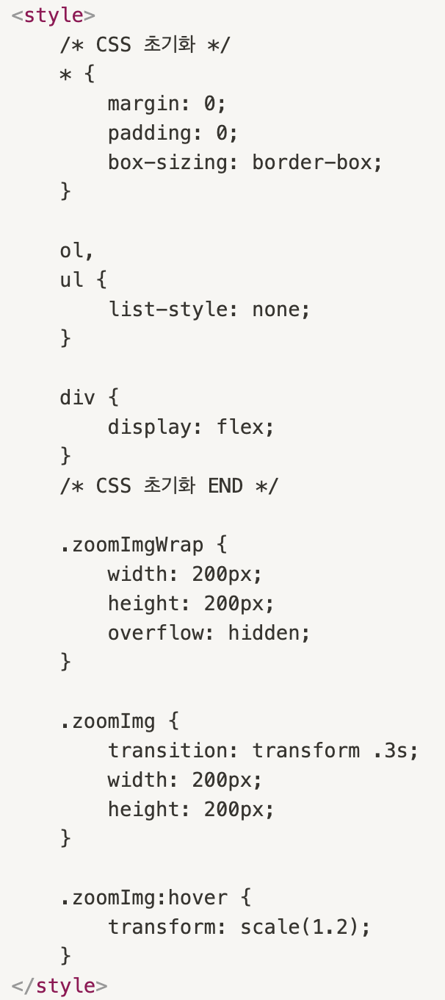 <style>
    /* CSS 초기화 */
    * {
        margin: 0;
        padding: 0;
        box-sizing: border-box;
    }

    ol,
    ul {
        list-style: none;
    }

    div {
        display: flex;
    }
    /* CSS 초기화 END */

    .zoomImgWrap {
        width: 200px;
        height: 200px;
        overflow: hidden;
    }

    .zoomImg {
        transition: transform .3s;
        width: 200px;
        height: 200px;
    }

    .zoomImg:hover {
        transform: scale(1.2);
    }
</style>